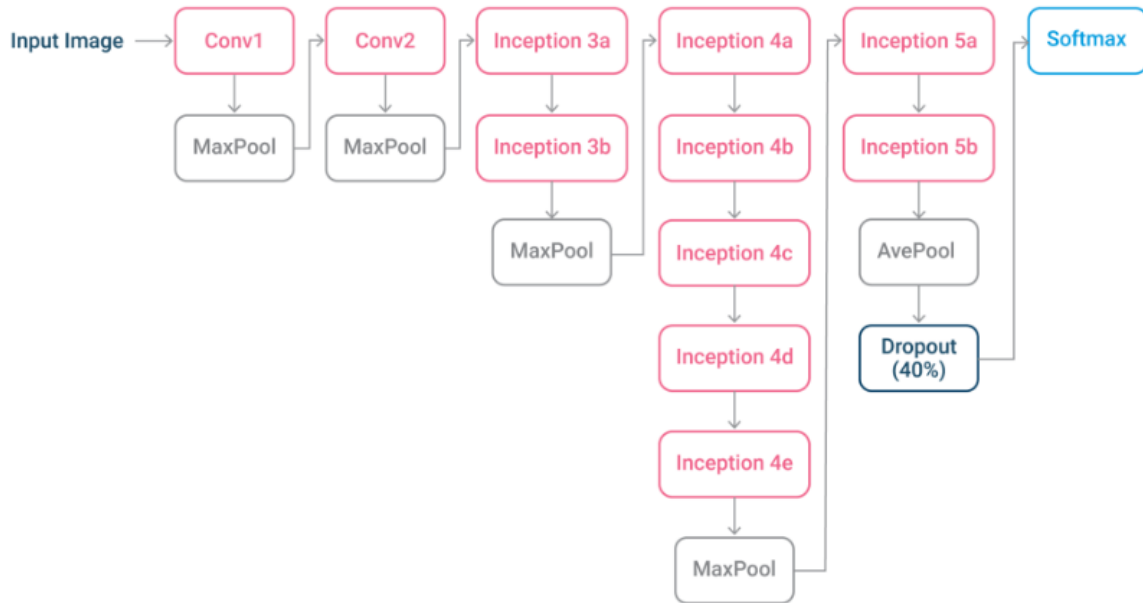 Input Image
Conv1
MaxPool
Conv2
MaxPool
Inception 3a
Inception 3b
MaxPool
Inception 4a
Inception 4b
Inception 4c
Inception 4d
Inception 4e
MaxPool
Inception 5a
Inception 5b
AvePool
Dropout
(40%)
Softmax